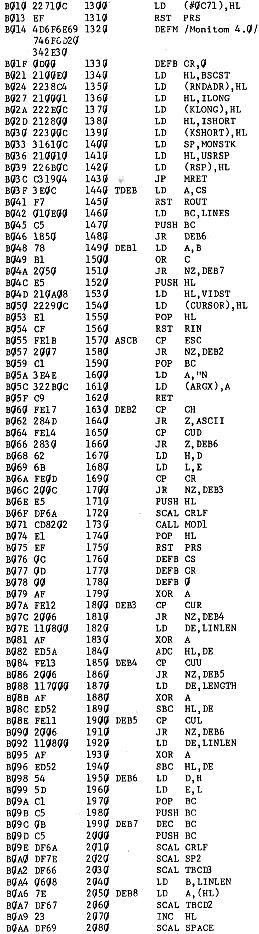 B010 22710C 1300 LD (#0C71),HL
B013 EF 1310 RST PRS
B014 4D6F6E69 1320 DEFM /Monitom 4.0/
746F6D20
342E30
B01F 0D00 1330 DEFB CR,0
B021 2100E0 1340 LD HL,BSCST
B024 2238C4 1350 LD (RNDADR),HL
B027 210001 1360 LD HL,ILONG
B02A 222E0C 1370 LD (KLONG),HL
B02D 212800 1380 LD HL,ISHORT
B030 22300C 1390 LD (KSHORT),HL
B033 31610C 1400 LD SP,MONSTK
B036 210010 1410 LD HL,USRSP
B039 226B0C 1420 LD (RSP),HL
B03C C31904 1430 JP MRET
B03F 3E0C 1440 TDEB LD A,CS
B041 F7 1450 RST ROUT
B042 010E00 1460 LD BC,LINES
B045 C5 1470 PUSH BC
B046 1850 1480 JR DEB6
B048 78 1490 DEB1 LD A,B
B049 B1 1500 OR C
B04A 2050 1510 JR NZ,DEB7
B04C E5 1520 PUSH HL
B04D 210A08 1530 LD HL,VIDST
B050 22290C 1540 LD (CURSOR),HL
B053 E1 1550 POP HL
B054 CF 1560 RST RIN
B055 FE1B 1570 ASCB CP ESC
B057 2007 1580 JR NZ,DEB2
B059 C1 1590 POP BC
B05A 3E4E 1600 LD A,"N
B05C 322B0C 1610 LD (ARGX),A
B05F C9 1620 RET
B060 FE17 1630 DEB2 CP CH
B062 284D 1640 JR Z,ASCII
B064 FE14 1650 CP CUD
B066 2830 1660 JR Z,DEB6
B068 62 1670 LD H,D
B069 6B 1680 LD L,E
B06A FE0D 1690 CP CR
B06C 200C 1700 JR NZ,DEB3
B06E E5 1710 PUSH HL
B06F DF6A 1720 SCAL CRLF
B071 CD8202 1730 CALL MOD1
B074 E1 1740 POP HL
B075 EF 1750 RST PRS
B076 0C 1760 DEFB CS
B077 0D 1770 DEFB CR
B078 00 1780 DEFB 0
B079 AF 1790 XOR A
B07A FE12 1800 DEB3 CP CUR
B07C 2006 1810 JR NZ,DEB4
B07E 110800 1820 LD DE,LINLEN
B081 AF 1830 XOR A
B082 ED5A 1840 ADC HL,DE
B084 FE13 1850 DEB4 CP CUU
B086 2006 1860 JR NZ,DEB5
B088 117000 1870 LD DE,LENGTH
B08B AF 1880 XOR A
B08C ED52 1890 SBC HL,DE
B08E FE11 1900 DEB5 CP CUL
B090 2006 1910 JR NZ,DEB6
B092 110800 1920 LD DE,LINLEN
B095 AF 1930 XOR A
B096 ED52 1940 SBC HL,DE
B098 54 1950 DEB6 LD D,H
B099 5D 1960 LD E,L
B09A C1 1970 POP BC
B09B C5 1980 PUSH BC
B09C 0B 1990 DEB7 DEC BC
B09D C5 2000 PUSH BC
B09E DF6A 2010 SCAL CRLF
B0A0 DF7E 2020 SCAL SP2
B0A2 DF66 2030 SCAL TBCD3
B0A4 0608 2040 LD B,LINLEN
B0A6 7E 2050 DEB8 LD A,(HL)
B0A7 DF67 2060 SCAL TBCD2
B0A9 23 2070 INC HL
B0AA DF69 2080 SCAL SPACE